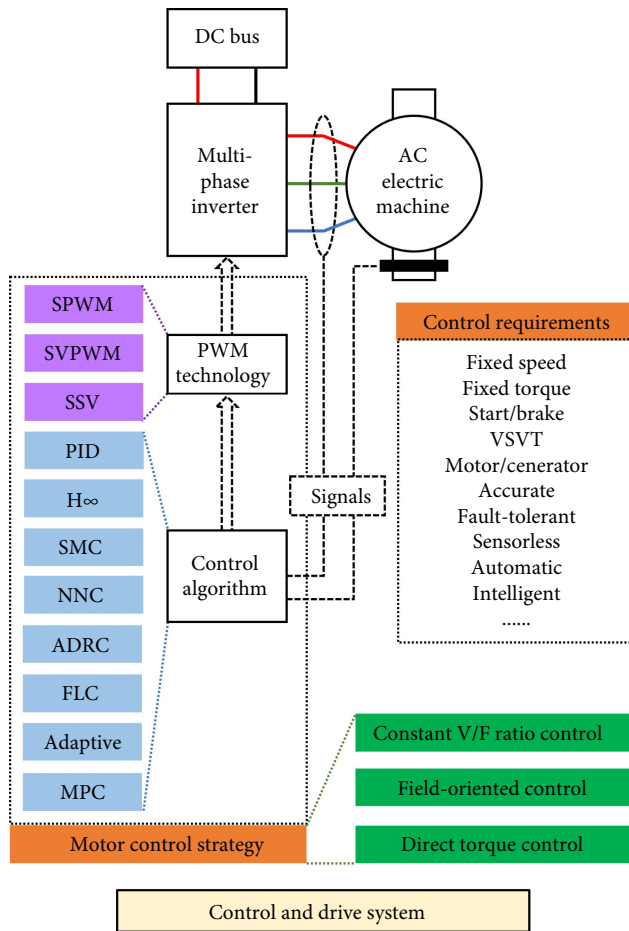 DC bus
Multi-
phase
inverter
AC
electric
machine
SPWM
SVPWM
SSV
PID
H∞
SMC
NNC
ADRC
FLC
Adaptive
MPC
PWM
technology
Signals
Control
algorithm
Motor control strategy
Control requirements
Fixed speed
Fixed torque
Start/brake
VSVT
Motor/cenerator
Accurate
Fault-tolerant
Sensorless
Automatic
Intelligent
......
Constant V/F ratio control
Field-oriented control
Direct torque control
Control and drive system